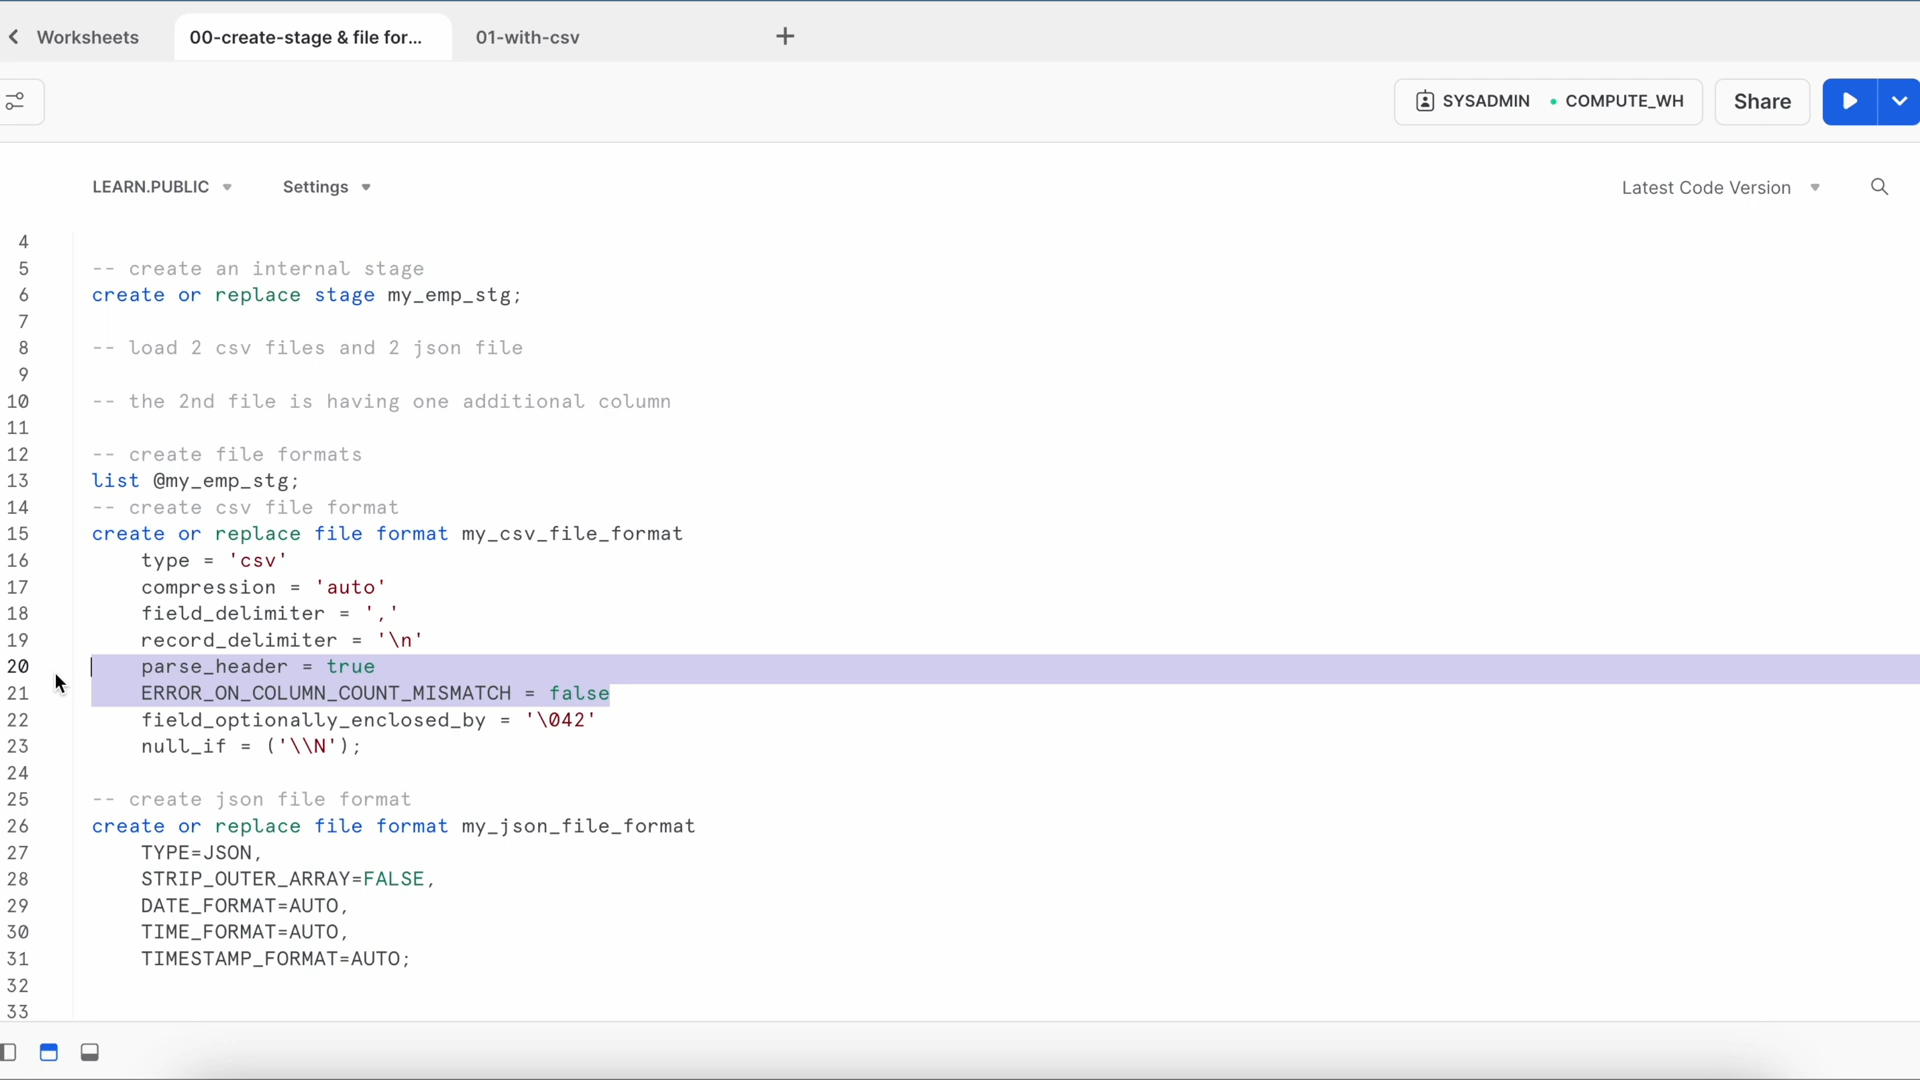 Worksheets
00-create-stage & file for...
01-with-csv
SYSADMIN • COMPUTE_WH
Share
LEARN.PUBLIC
Settings
Latest Code Version
4
5 -- create an internal stage
6 create or replace stage my_emp_stg;
7
8 -- load 2 csv files and 2 json file
9
10 -- the 2nd file is having one additional column
11
12 -- create file formats
13 list @my_emp_stg;
14 -- create csv file format
15 create or replace file format my_csv_file_format
16 type = 'csv'
17 compression = 'auto'
18 field_delimiter = ','
19 record_delimiter = '\n'
20 parse_header = true
21 ERROR_ON_COLUMN_COUNT_MISMATCH = false
22 field_optionally_enclosed_by = '\042'
23 null_if = ('\\N');
24
25 -- create json file format
26 create or replace file format my_json_file_format
27 TYPE=JSON,
28 STRIP_OUTER_ARRAY=FALSE,
29 DATE_FORMAT=AUTO,
30 TIME_FORMAT=AUTO,
31 TIMESTAMP_FORMAT=AUTO;
32
33